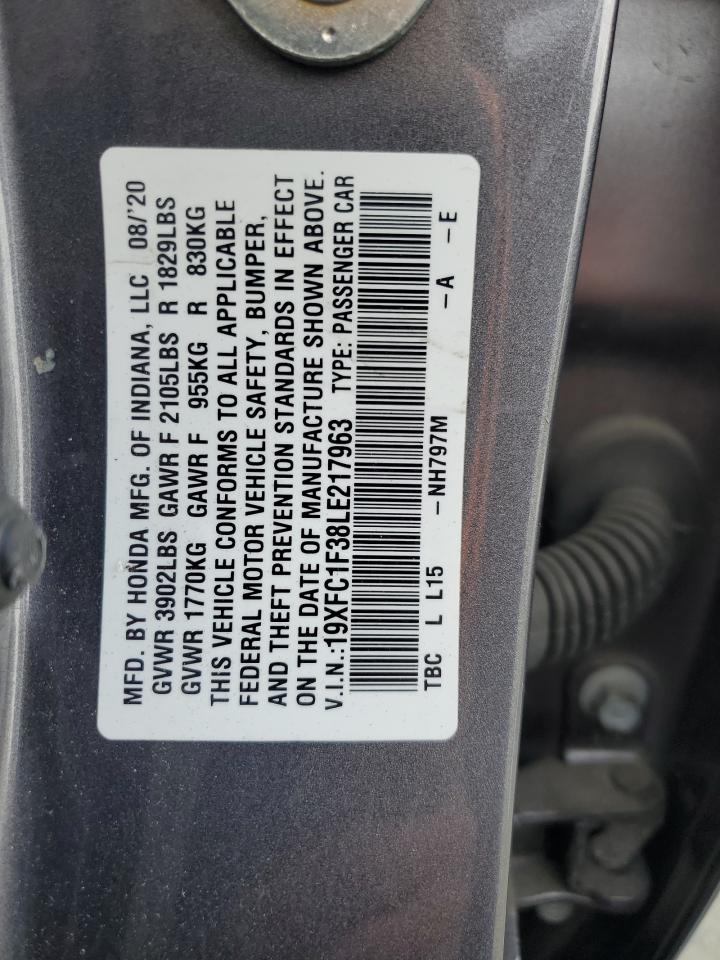 MFD. BY HONDA MFG. OF INDIANA, LLC 08/'20
GVWR 3902LBS GAWR F 2105LBS R 1829LBS
GVWR 1770KG GAWR F 955KG R 830KG
THIS VEHICLE CONFORMS TO ALL APPLICABLE
FEDERAL MOTOR VEHICLE SAFETY, BUMPER,
AND THEFT PREVENTION STANDARDS IN EFFECT
ON THE DATE OF MANUFACTURE SHOWN ABOVE.
V.I.N.:19XFC1F38LE217963 TYPE: PASSENGER CAR
TBC L L15 -NH797M -A -E